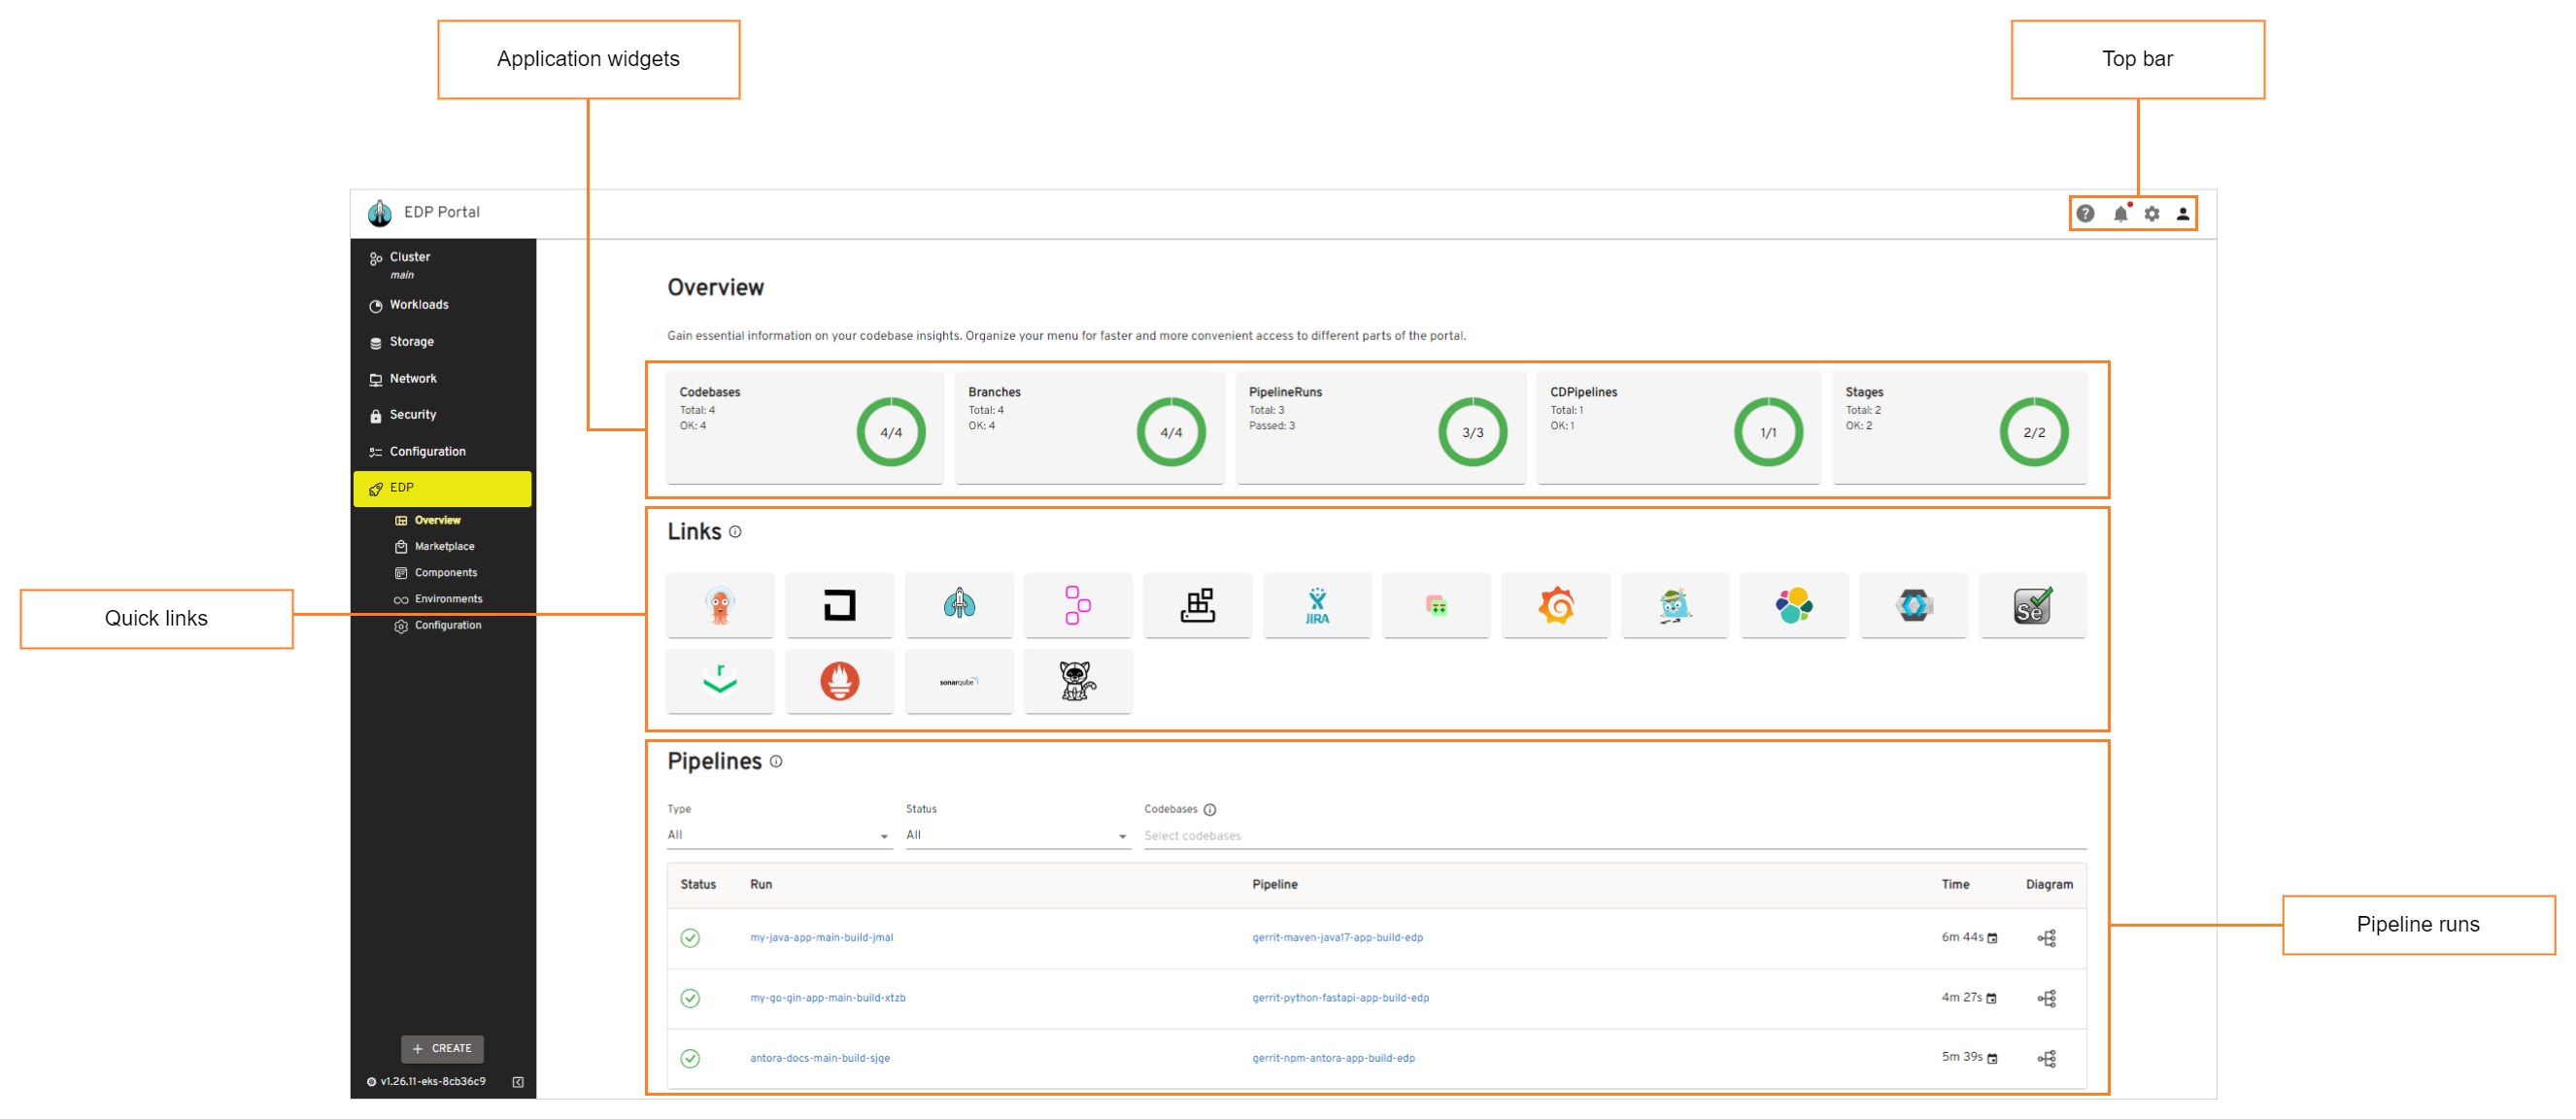 Application widgets
Top bar
EDP Portal
Cluster
main
Workloads
Storage
Network
Security
Configuration
EDP
Overview
Marketplace
Components
Environments
Configuration
+ CREATE
v1.26.11-eks-8cb36c9
Overview
Gain essential information on your codebase insights. Organize your menu for faster and more convenient access to different parts of the portal.
Codebases
Total: 4
OK: 4
4/4
Branches
Total: 4
OK: 4
4/4
PipelineRuns
Total: 3
Passed: 3
3/3
CDPipelines
Total: 1
OK: 1
1/1
Stages
Total: 2
OK: 2
2/2
Quick links
Links
JIRA
Se
r
sonarqube
Pipelines
Type
All
Status
All
Codebases
Select codebases
Status Run Pipeline Time Diagram
my-java-app-main-build-jmal gerrit-maven-java17-app-build-edp 6m 44s
my-go-gin-app-main-build-xtzb gerrit-python-fastapi-app-build-edp 4m 27s
antora-docs-main-build-sjge gerrit-npm-antora-app-build-edp 5m 39s
Pipeline runs